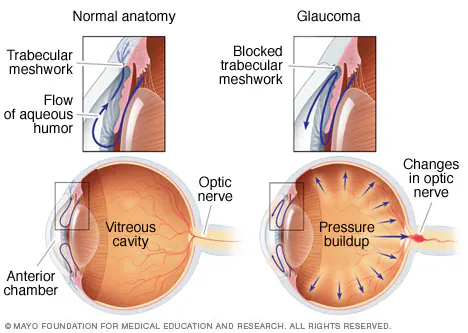 Normal anatomy
Glaucoma
Trabecular
meshwork
Flow
of aqueous
humor
Blocked
trabecular
meshwork
Optic
nerve
Vitreous
cavity
Anterior
chamber
Changes
in optic
nerve
Pressure
buildup
© MAYO FOUNDATION FOR MEDICAL EDUCATION AND RESEARCH. ALL RIGHTS RESERVED.